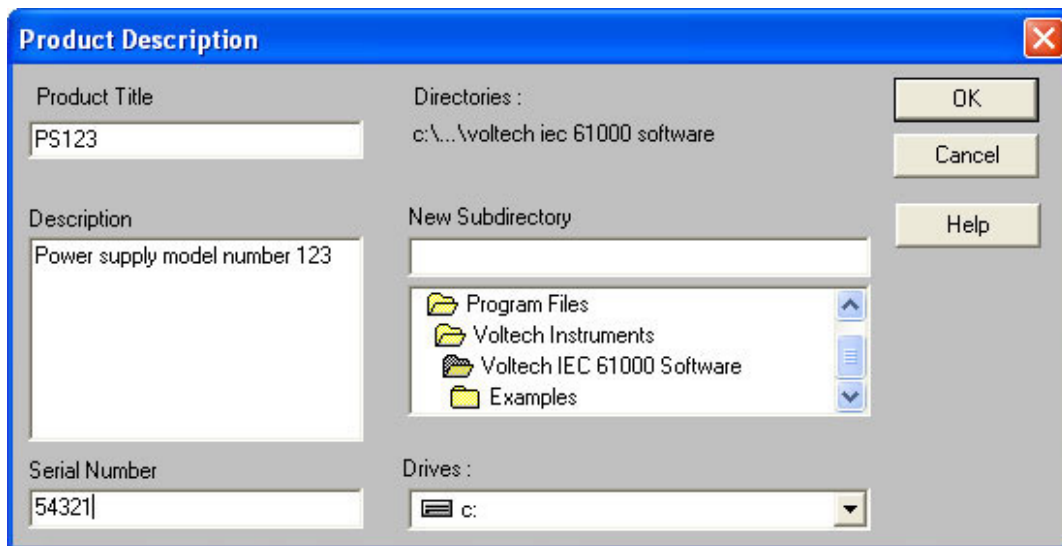 Product Description
Product Title
PS123
Description
Power supply model number 123
Serial Number
54321
Directories :
c:\...\voltech iec 61000 software
New Subdirectory
Program Files
Voltech Instruments
Voltech IEC 61000 Software
Examples
Drives :
c:
OK
Cancel
Help